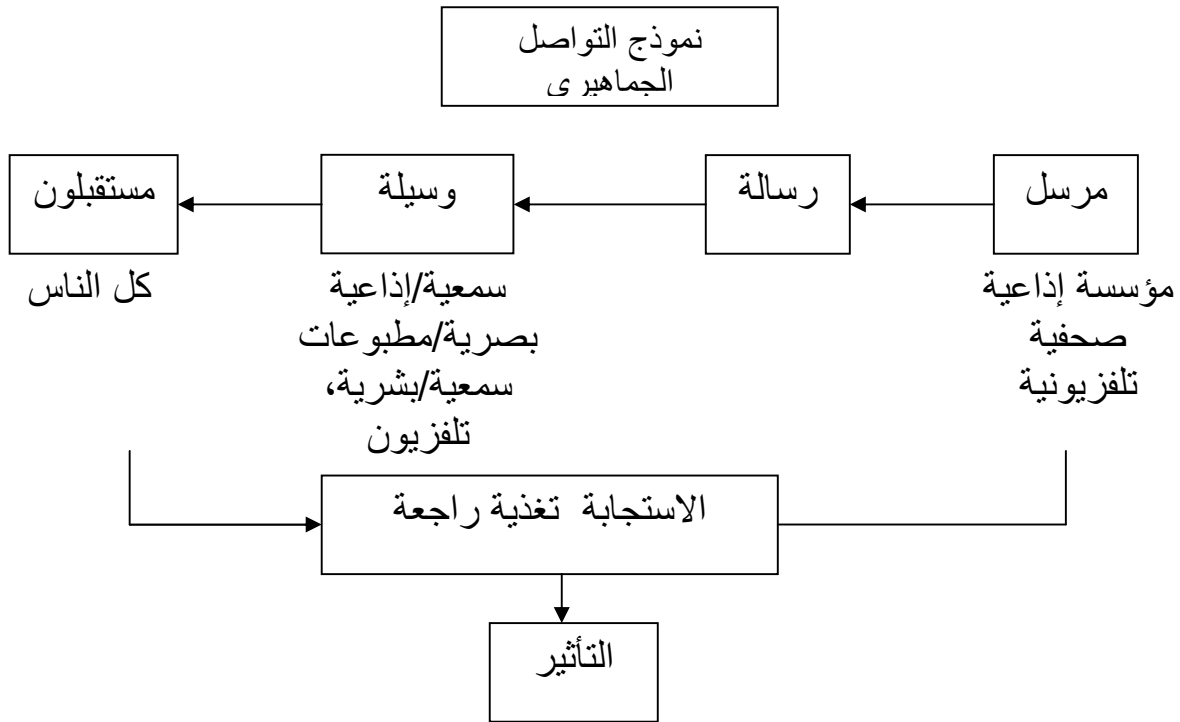 نموذج التواصل
الجماهيري
مرسل
رسالة
وسيلة
مستقبلون
مؤسسة إذاعية
صحفية
تلفزيونية
سمعية/إذاعية
بصرية/مطبوعات
سمعية/بشرية،
تلفزيون
كل الناس
الاستجابة تغذية راجعة
التأثير